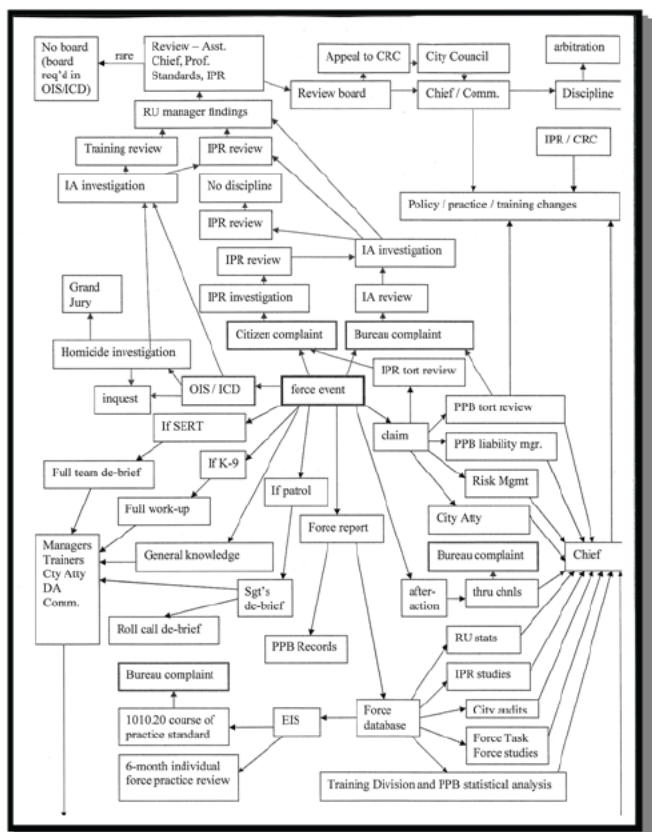 No board
(board
req'd in
OIS/ICD)
rare
Review – Asst.
Chief, Prof.
Standards, IPR
Appeal to CRC
City Council
arbitration
Review board
Chief / Comm.
Discipline
RU manager findings
Training review
IPR review
IPR / CRC
IA investigation
No discipline
Policy / practice / training changes
IPR review
IPR review
IA investigation
Grand
Jury
IPR investigation
IA review
Citizen complaint
Bureau complaint
Homicide investigation
IPR tort review
inquest
OIS / ICD
force event
PPB tort review
If SERT
claim
PPB liability mgr.
Full team de-brief
If K-9
Risk Mgmt
If patrol
Full work-up
City Atty
Force report
Managers
Trainers
Cty Atty
DA
Comm.
General knowledge
Bureau complaint
Chief
Sgt's
de-brief
after-
action
thru chnls
Roll call de-brief
PPB Records
RU stats
Bureau complaint
IPR studies
1010.20 course of
practice standard
EIS
Force
database
City audits
Force Task
Force studies
6-month individual
force practice review
Training Division and PPB statistical analysis